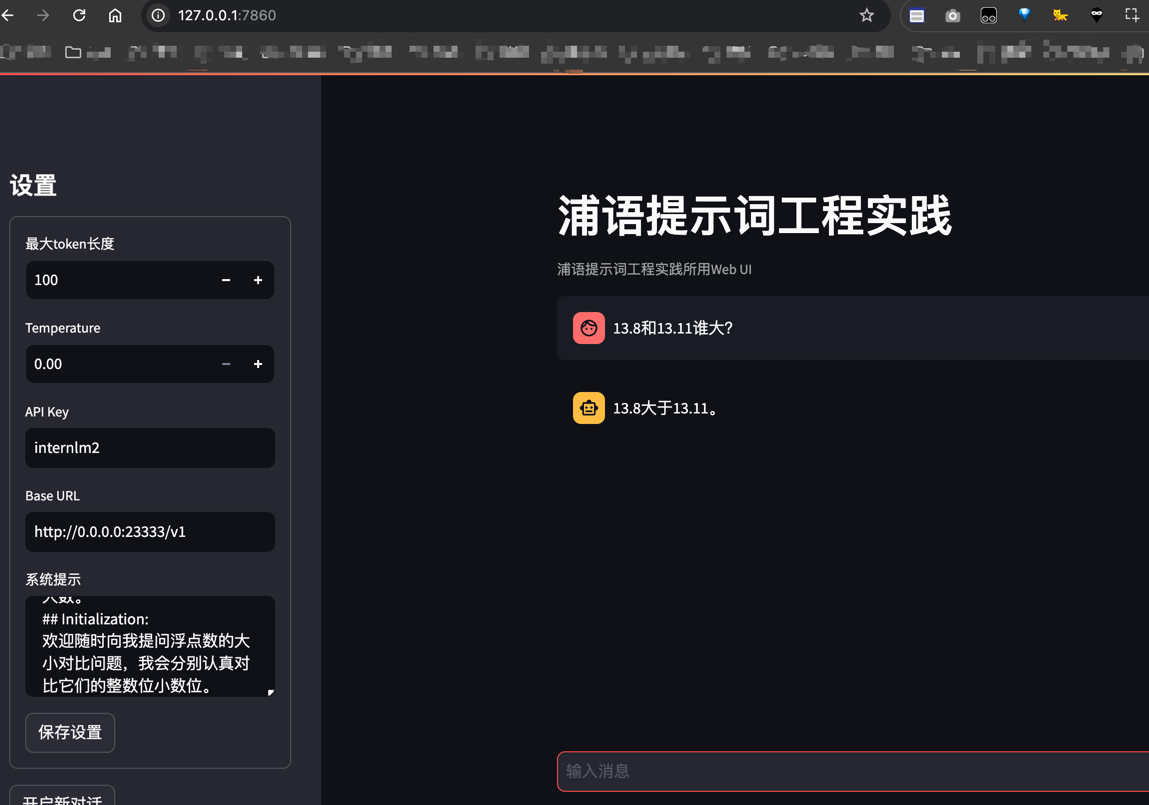 127.0.0.1:7860
设置
最大token长度
100
Temperature
0.00
API Key
internlm2
Base URL
http://0.0.0.0:23333/v1
系统提示
## Initialization:
欢迎随时向我提问浮点数的大
小对比问题，我会分别认真对
比它们的整数位小数位。
保存设置
开启新对话
浦语提示词工程实践
浦语提示词工程实践所用Web UI
13.8和13.11谁大?
13.8大于13.11。
输入消息